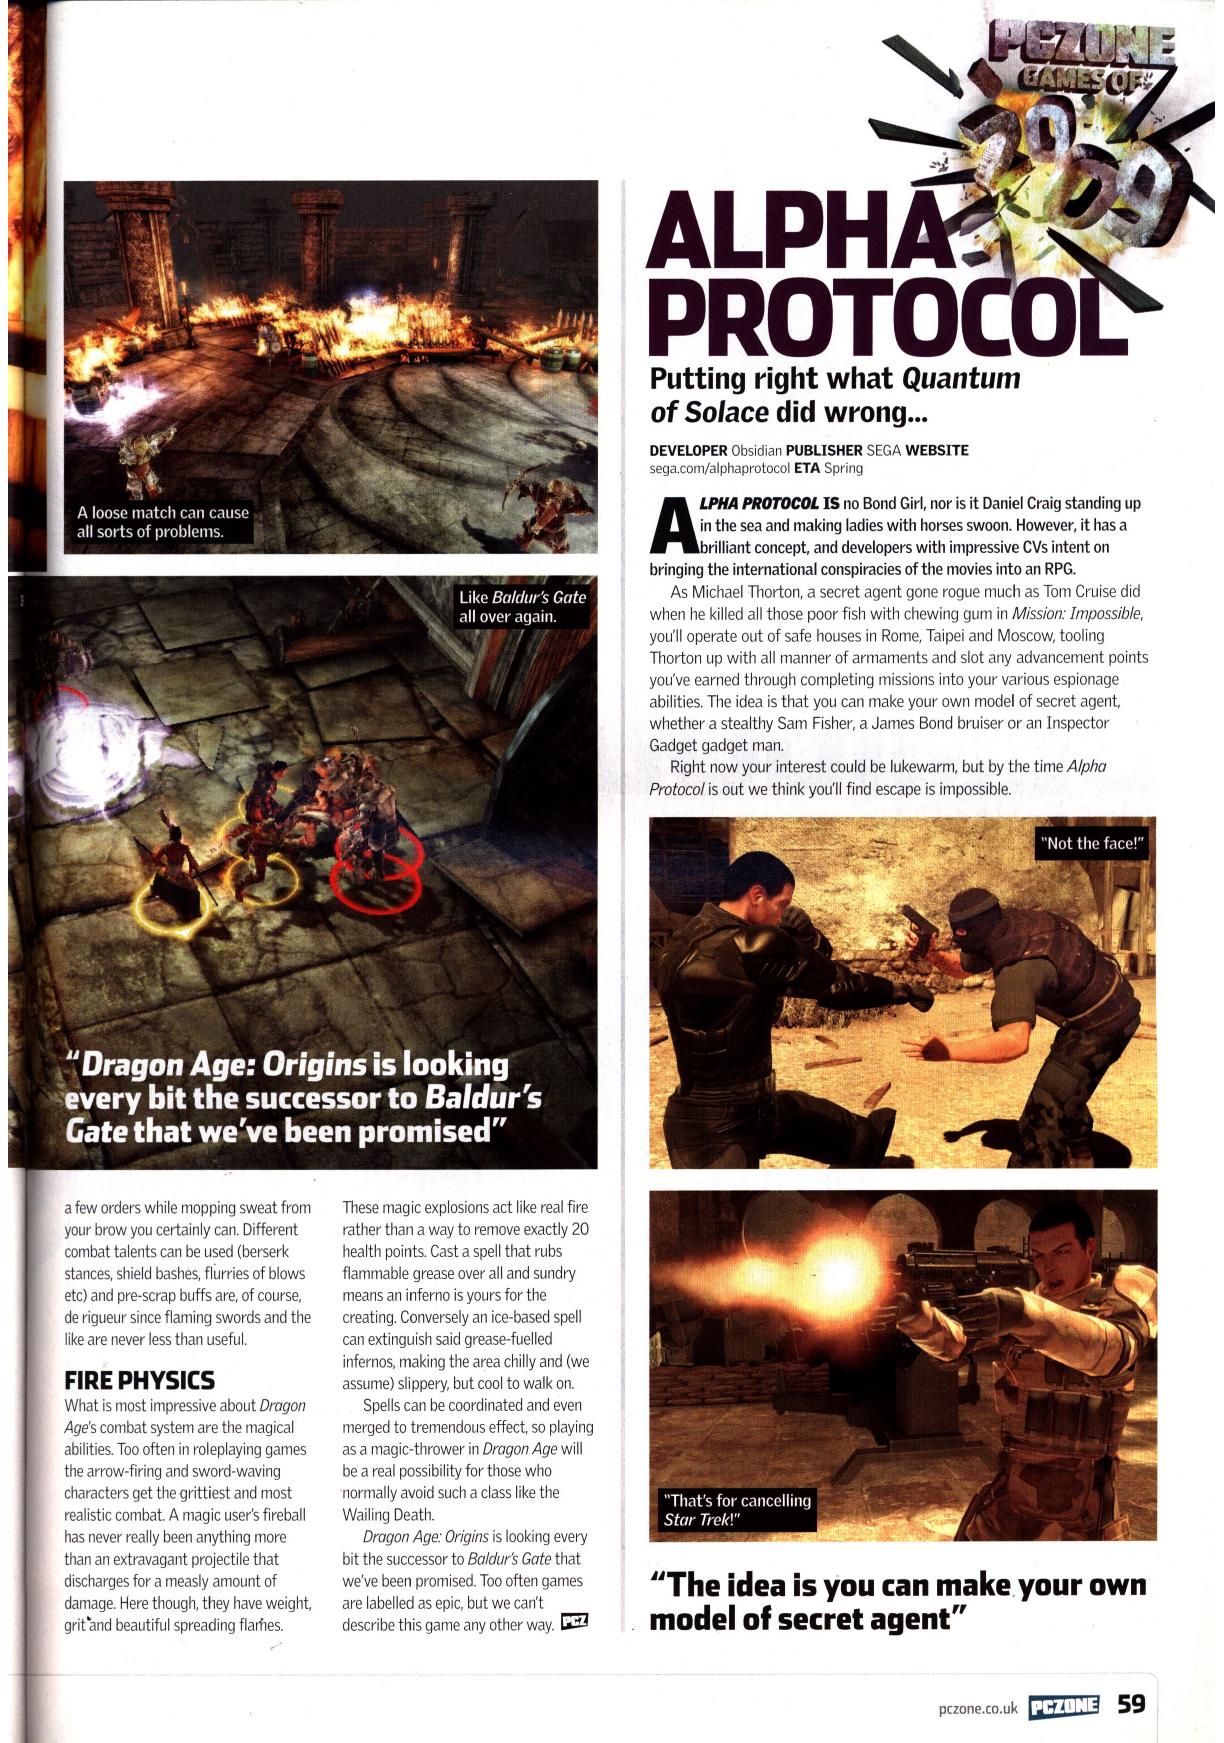 PCZONE
GAMES OF
2009
A loose match can cause
all sorts of problems.
Like Baldur's Gate
all over again.
"Dragon Age: Origins is looking
every bit the successor to Baldur's
Gate that we've been promised"
a few orders while mopping sweat from
your brow you certainly can. Different
combat talents can be used (berserk
stances, shield bashes, flurries of blows
etc) and pre-scrap buffs are, of course,
de rigueur since flaming swords and the
like are never less than useful.
FIRE PHYSICS
What is most impressive about Dragon
Age's combat system are the magical
abilities. Too often in roleplaying games
the arrow-firing and sword-waving
characters get the grittiest and most
realistic combat. A magic user's fireball
has never really been anything more
than an extravagant projectile that
discharges for a measly amount of
damage. Here though, they have weight,
grit and beautiful spreading flames.
These magic explosions act like real fire
rather than a way to remove exactly 20
health points. Cast a spell that rubs
flammable grease over all and sundry
means an inferno is yours for the
creating. Conversely an ice-based spell
can extinguish said grease-fuelled
infernos, making the area chilly and (we
assume) slippery, but cool to walk on.
Spells can be coordinated and even
merged to tremendous effect, so playing
as a magic-thrower in Dragon Age will
be a real possibility for those who
normally avoid such a class like the
Wailing Death.
Dragon Age: Origins is looking every
bit the successor to Baldur's Gate that
we've been promised. Too often games
are labelled as epic, but we can't
describe this game any other way. PCZ
ALPHA
PROTOCOL
Putting right what Quantum
of Solace did wrong...
DEVELOPER Obsidian PUBLISHER SEGA WEBSITE
sega.com/alphaprotocol ETA Spring
ALPHA PROTOCOL IS no Bond Girl, nor is it Daniel Craig standing up
in the sea and making ladies with horses swoon. However, it has a
brilliant concept, and developers with impressive CVs intent on
bringing the international conspiracies of the movies into an RPG.
As Michael Thorton, a secret agent gone rogue much as Tom Cruise did
when he killed all those poor fish with chewing gum in Mission: Impossible,
you'll operate out of safe houses in Rome, Taipei and Moscow, tooling
Thorton up with all manner of armaments and slot any advancement points
you've earned through completing missions into your various espionage
abilities. The idea is that you can make your own model of secret agent,
whether a stealthy Sam Fisher, a James Bond bruiser or an Inspector
Gadget gadget man.
Right now your interest could be lukewarm, but by the time Alpha
Protocol is out we think you'll find escape is impossible.
"Not the face!"
"That's for cancelling
Star Trek!"
"The idea is you can make your own
model of secret agent"
pczone.co.uk PCZONE 59